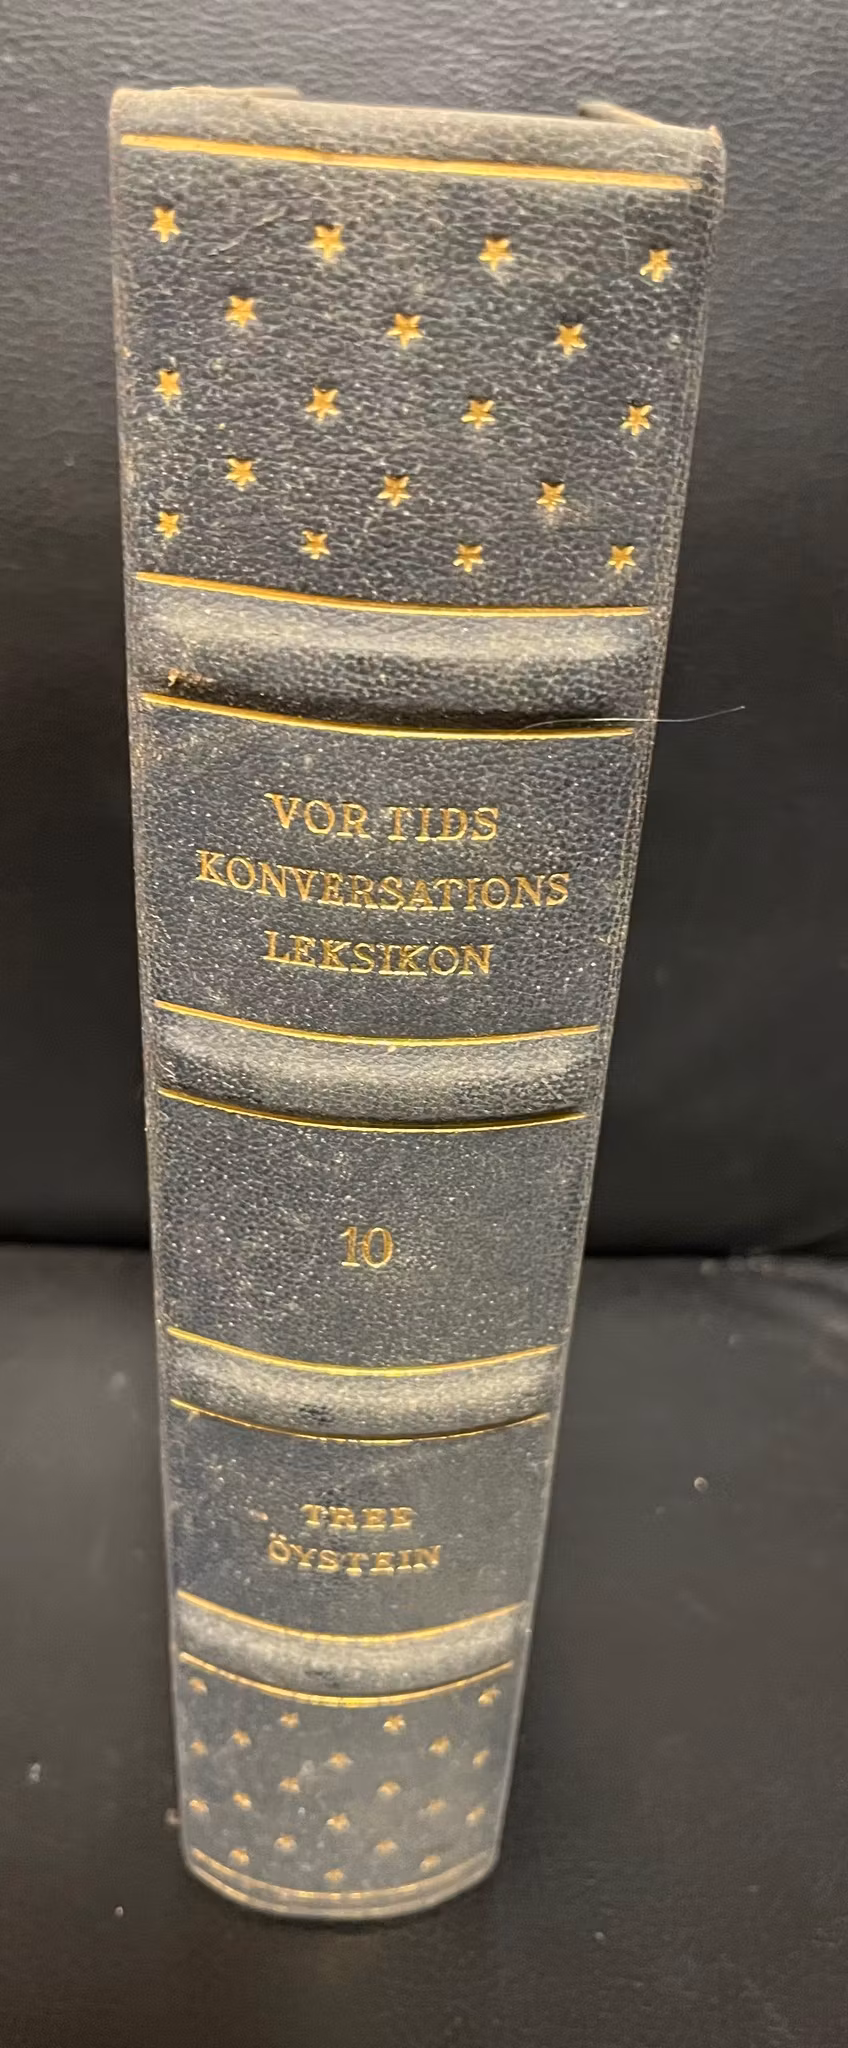 VOR TIDS
KONVERSATIONS
LEKSIKON
10
TREE
ÖYSTEIN